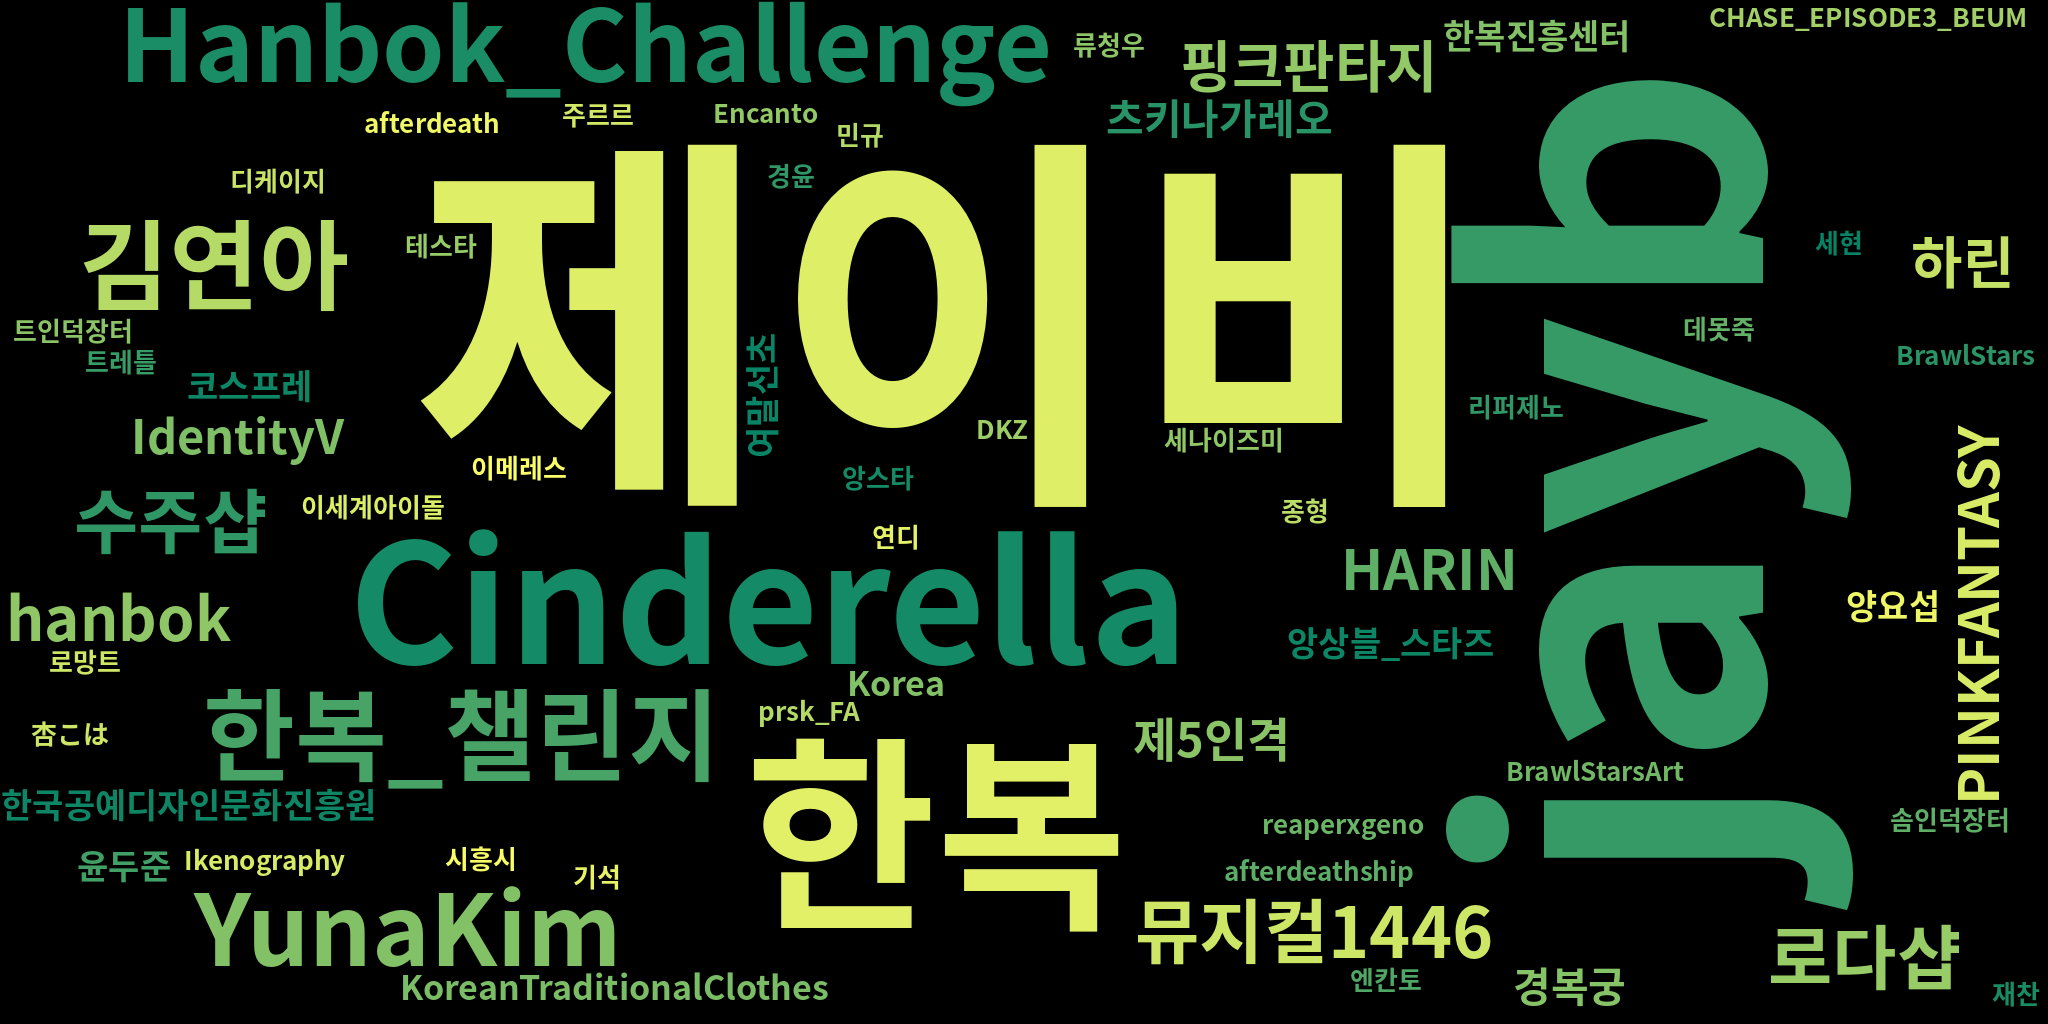 Hanbok_Challenge
류청우
핑크판타지
한복진흥센터
CHASE_EPISODE3_BEUM
afterdeath
주르르
Encanto
민규
츠키나가레오
디케이지
경윤
제이비
jayb
김연아
테스타
세현
하린
트인덕장터
트레틀
데못죽
BrawlStars
코스프레
여말선초
리퍼제노
IdentityV
DKZ
세나이즈미
PINKFANTASY
이메레스
앙스타
수주샵
이세계아이돌
종형
연디
Cinderella
HARIN
hanbok
양요섭
로망트
앙상블_스타즈
한복_챌린지
Korea
prsk_FA
杏こは
한복
제5인격
BrawlStarsArt
한국공예디자인문화진흥원
reaperxgeno
솜인덕장터
윤두준
Ikenography
시흥시
기석
afterdeathship
YunaKim
뮤지컬1446
로다샵
KoreanTraditionalClothes
엔칸토
경복궁
재찬